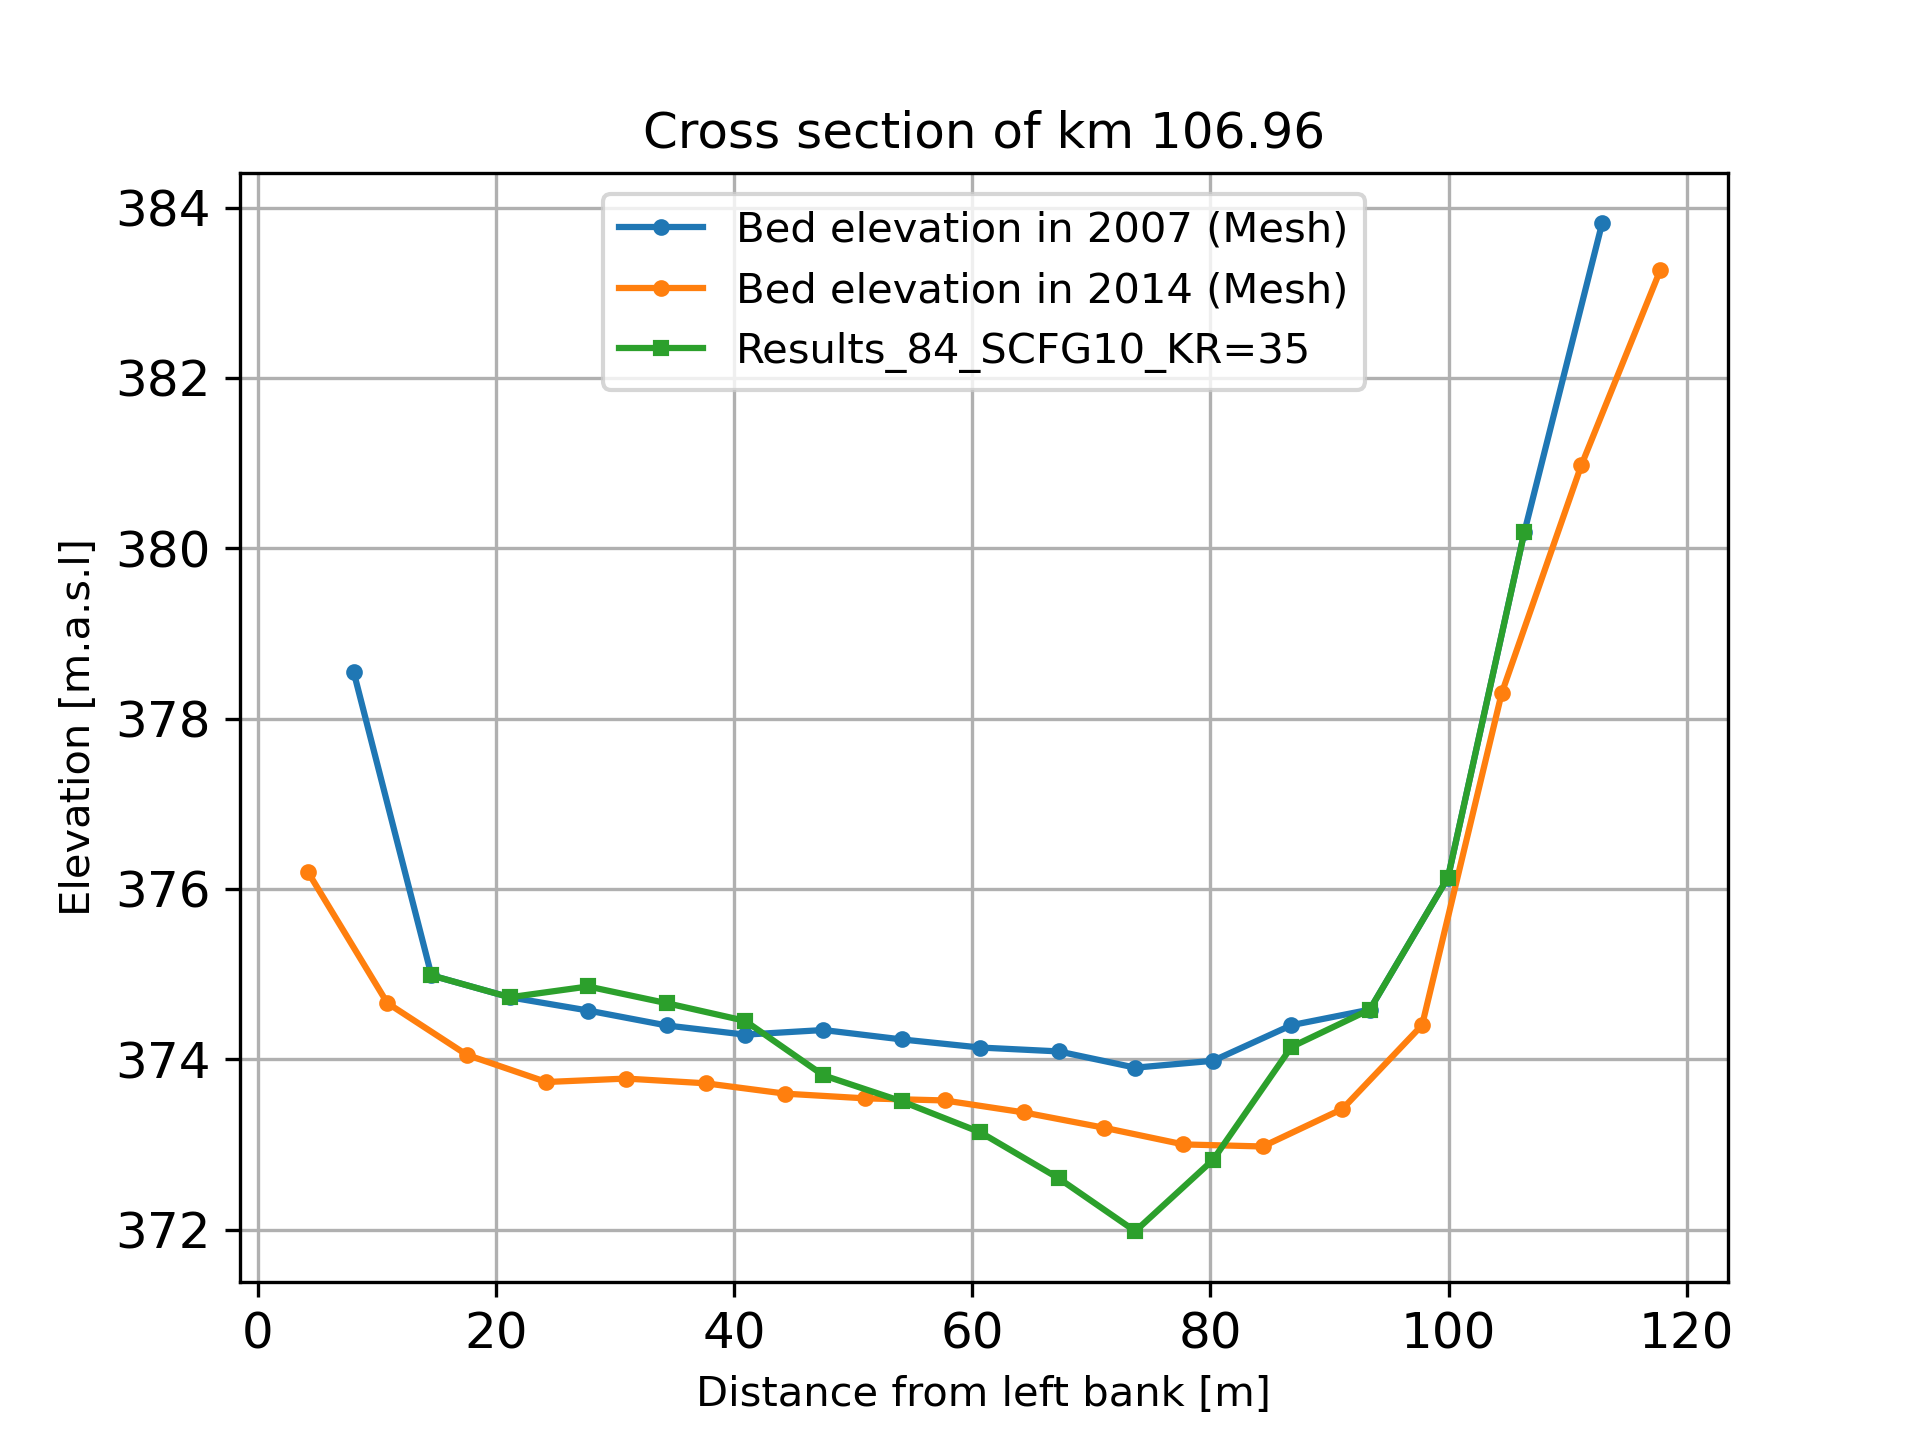 Cross section of km 106.96
Bed elevation in 2007 (Mesh)
Bed elevation in 2014 (Mesh)
Results_84_SCFG10_KR=35
Elevation [m.a.s.l]
384
382
380
378
376
374
372
0 20 40 60 80 100 120
Distance from left bank [m]